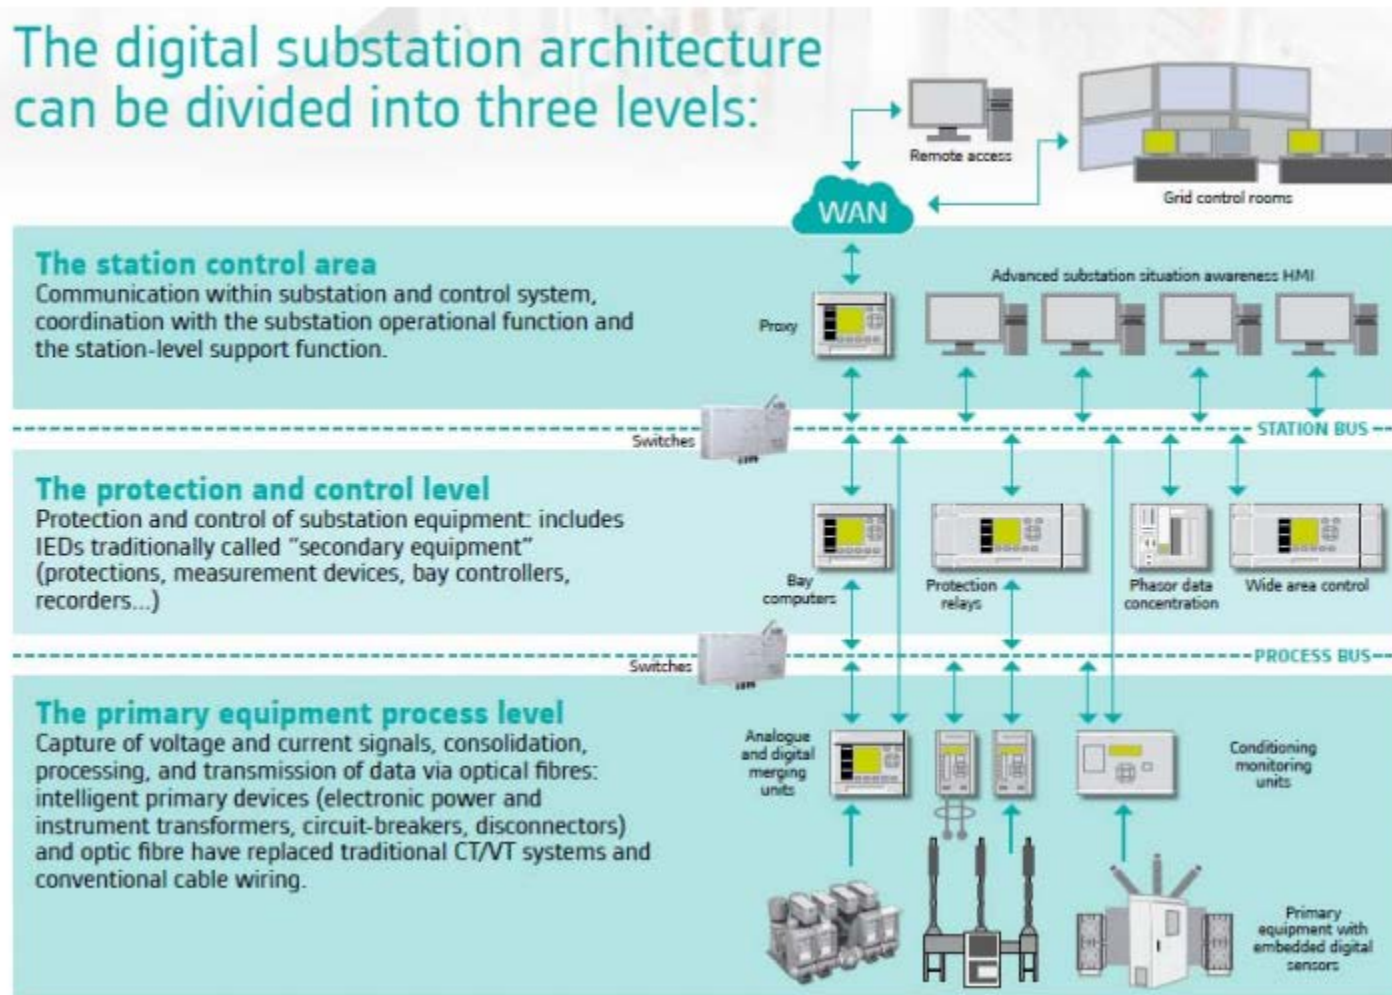 The digital substation architecture
can be divided into three levels:
Remote access
Grid control rooms
WAN
The station control area
Communication within substation and control system,
coordination with the substation operational function and
the station-level support function.
Advanced substation situation awareness HMI
Proxy
Switches
STATION BUS
The protection and control level
Protection and control of substation equipment: includes
IEDs traditionally called "secondary equipment"
(protections, measurement devices, bay controllers,
recorders...)
Bay
computers
Protection
relays
Phasor data
concentration
Wide area control
Switches
PROCESS BUS
The primary equipment process level
Capture of voltage and current signals, consolidation,
processing, and transmission of data via optical fibres:
intelligent primary devices (electronic power and
instrument transformers, circuit-breakers, disconnectors)
and optic fibre have replaced traditional CT/VT systems and
conventional cable wiring.
Analogue
and digital
merging
units
Conditioning
monitoring
units
Primary
equipment with
embedded digital
sensors